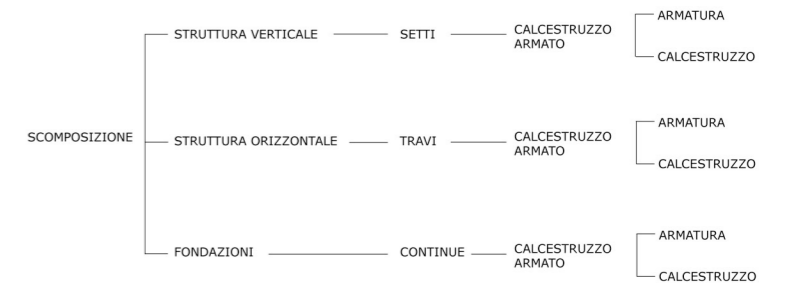 ARMATURA
STRUTTURA VERTICALE SETTI CALCESTRUZZO
ARMATO
CALCESTRUZZO
ARMATURA
SCOMPOSIZIONE STRUTTURA ORIZZONTALE TRAVI CALCESTRUZZO
ARMATO
CALCESTRUZZO
ARMATURA
FONDAZIONI CONTINUE CALCESTRUZZO
ARMATO
CALCESTRUZZO